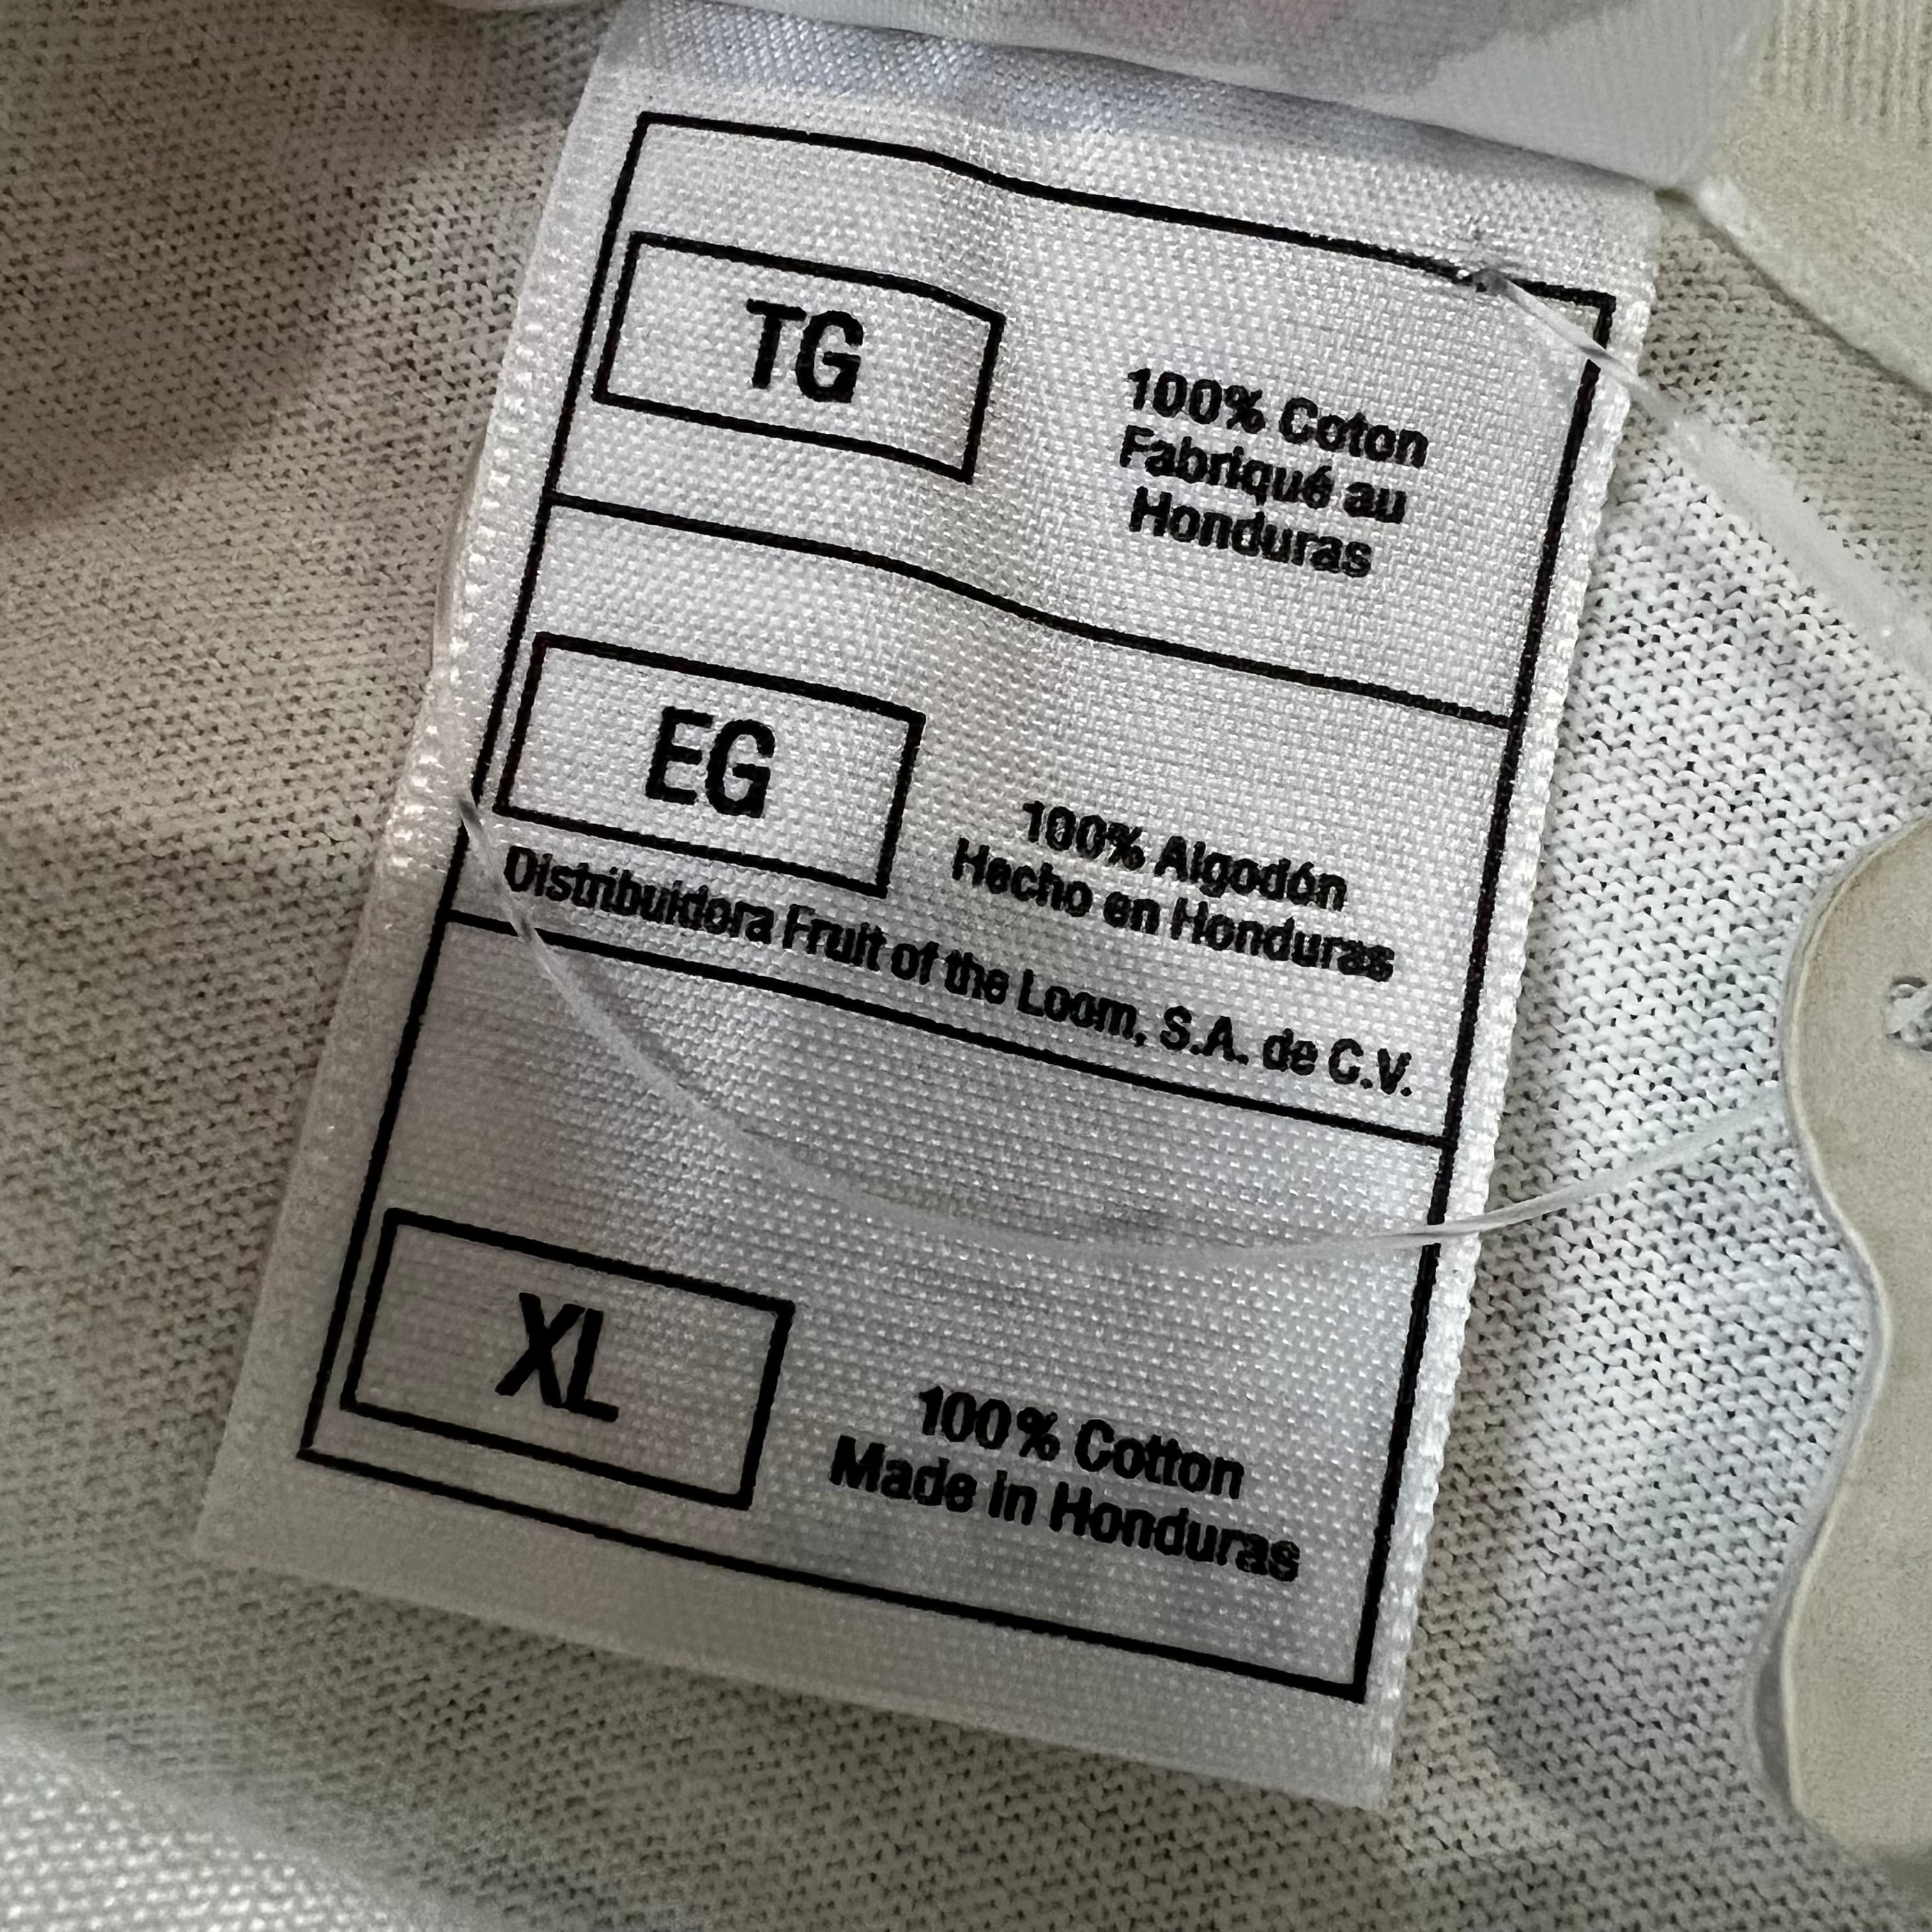 TG
100% Coton
Fabriqué au
Honduras
EG
100% Algodón
Hecho en Honduras
Distribuidora Fruit of the Loom, S.A. de C.V.
XL
100% Cotton
Made in Honduras